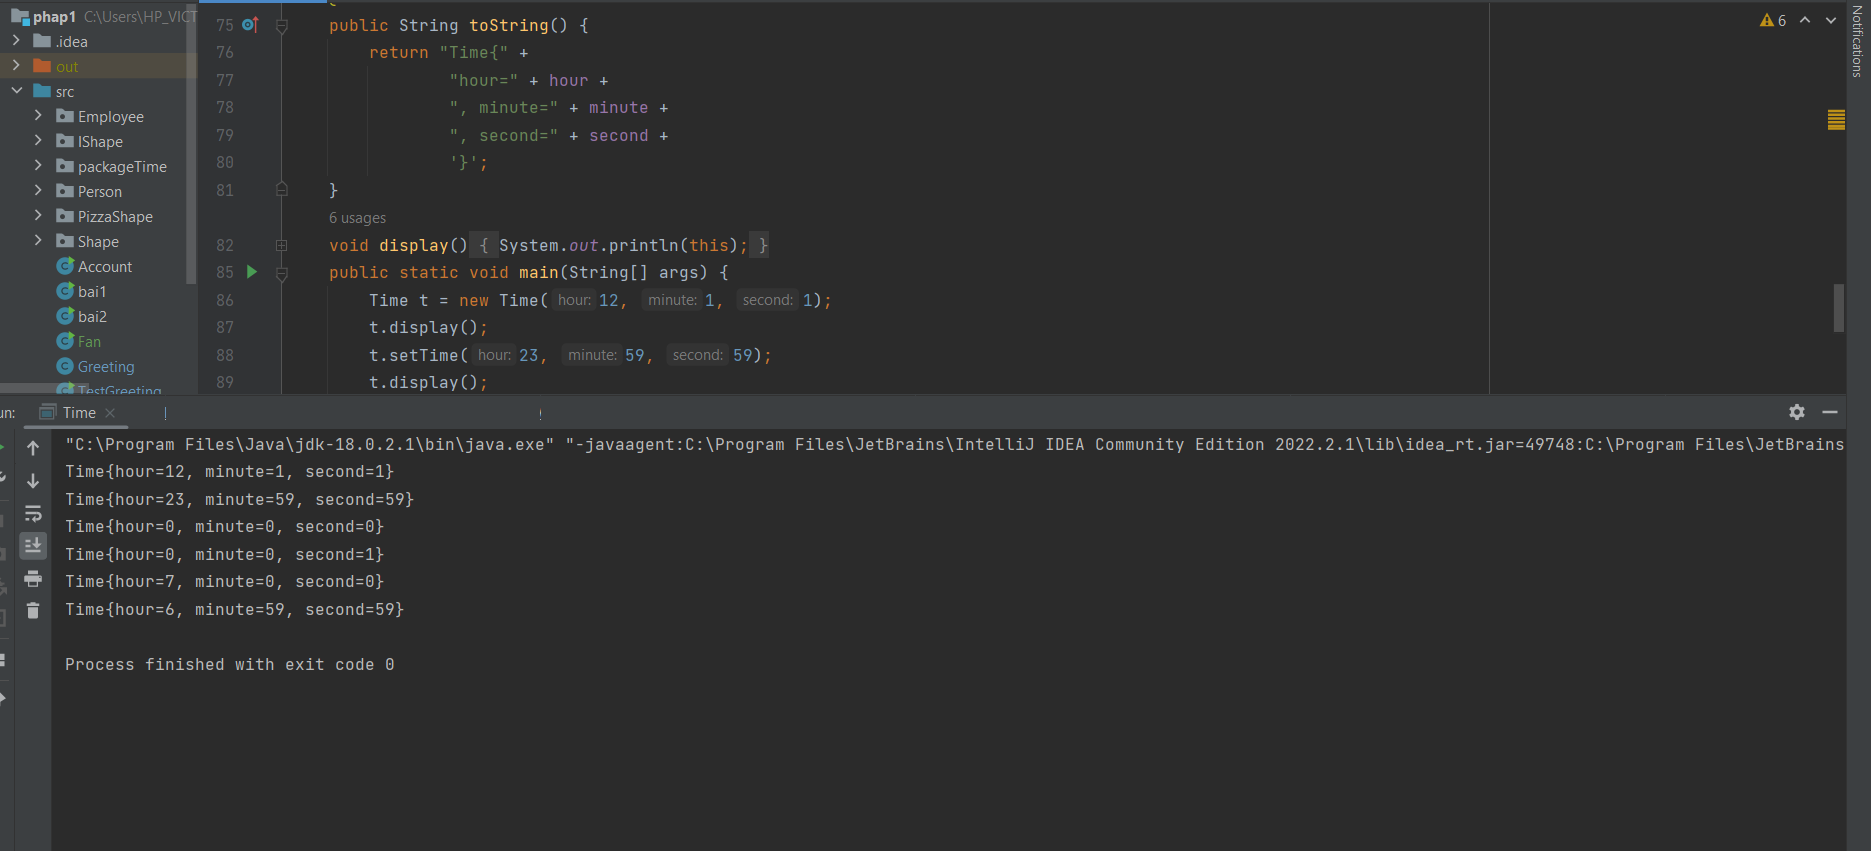 phap1 C:\Users\HP_VICT
.idea
out
src
Employee
IShape
packageTime
Person
PizzaShape
Shape
Account
bai1
bai2
Fan
Greeting
TestGreeting
75 public String toString() {
76 return "Time{" +
77 "hour=" + hour +
78 ", minute=" + minute +
79 ", second=" + second +
80 '}';
81 }
6 usages
82 void display() { System.out.println(this); }
85 public static void main(String[] args) {
86 Time t = new Time( hour: 12, minute: 1, second: 1);
87 t.display();
88 t.setTime( hour: 23, minute: 59, second: 59);
89 t.display();
6
Notifications
un: Time
"C:\Program Files\Java\jdk-18.0.2.1\bin\java.exe" "-javaagent:C:\Program Files\JetBrains\IntelliJ IDEA Community Edition 2022.2.1\lib\idea_rt.jar=49748:C:\Program Files\JetBrains
Time{hour=12, minute=1, second=1}
Time{hour=23, minute=59, second=59}
Time{hour=0, minute=0, second=0}
Time{hour=0, minute=0, second=1}
Time{hour=7, minute=0, second=0}
Time{hour=6, minute=59, second=59}
Process finished with exit code 0